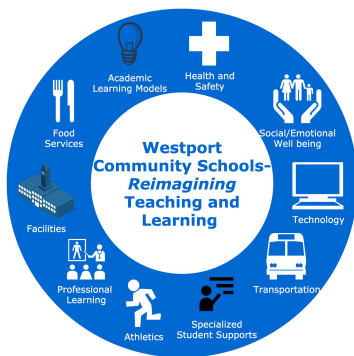 Academic
Learning Models
Health and
Safety
Food
Services
Social/Emotional
Well being
Westport
Community Schools-
Reimagining
Teaching and
Learning
Facilities
Technology
Professional
Learning
Transportation
Athletics
Specialized
Student Supports